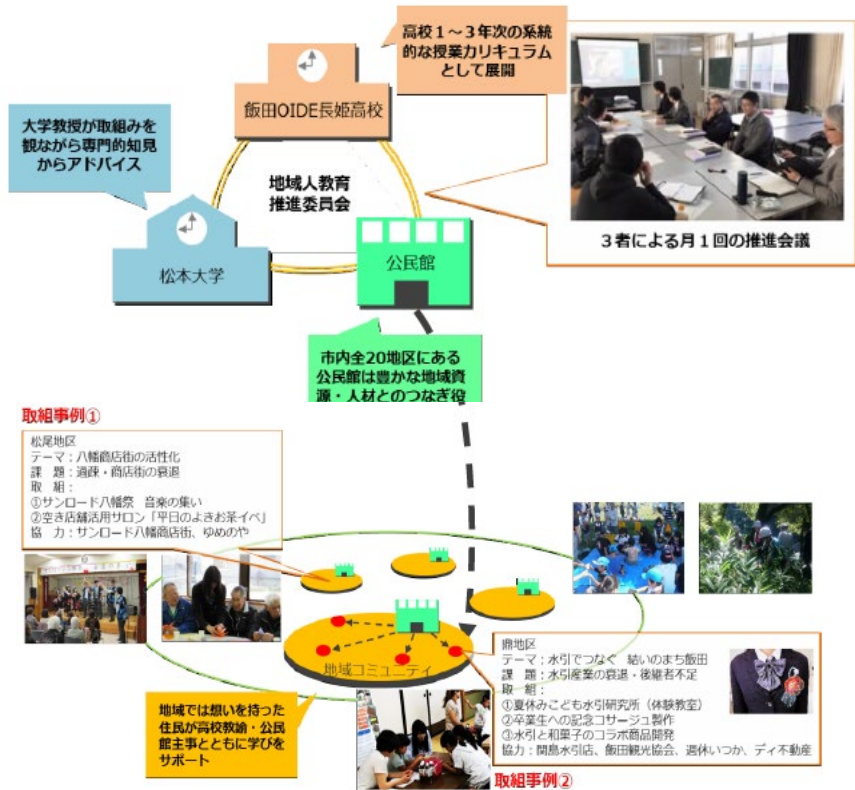 高校１～３年次の系統
的な授業カリキュラム
として展開
飯田OIDE長姫高校
大学教授が取組みを
観ながら専門的知見
からアドバイス
地域人教育
推進委員会
３者による月１回の推進会議
松本大学
公民館
市内全20地区にある
公民館は豊かな地域資
源・人材とのつなぎ役
取組事例①
松尾地区
テーマ：八幡商店街の活性化
課　題：過疎・商店街の衰退
取　組：
①サンロード八幡祭　音楽の集い
②空き店舗活用サロン「平日のよきお茶イベ」
協　力：サンロード八幡商店街、ゆめのや
地域コミュニティ
地域では想いを持った
住民が高校教諭・公民
館主事とともに学びを
サポート
鼎地区
テーマ：水引でつなぐ　結いのまち飯田
課　題：水引産業の衰退・後継者不足
取　組：
①夏休みこども水引研究所（体験教室）
②卒業生への記念コサージュ製作
③水引と和菓子のコラボ商品開発
協力：関島水引店、飯田観光協会、週休いつか、ディ不動産
取組事例②